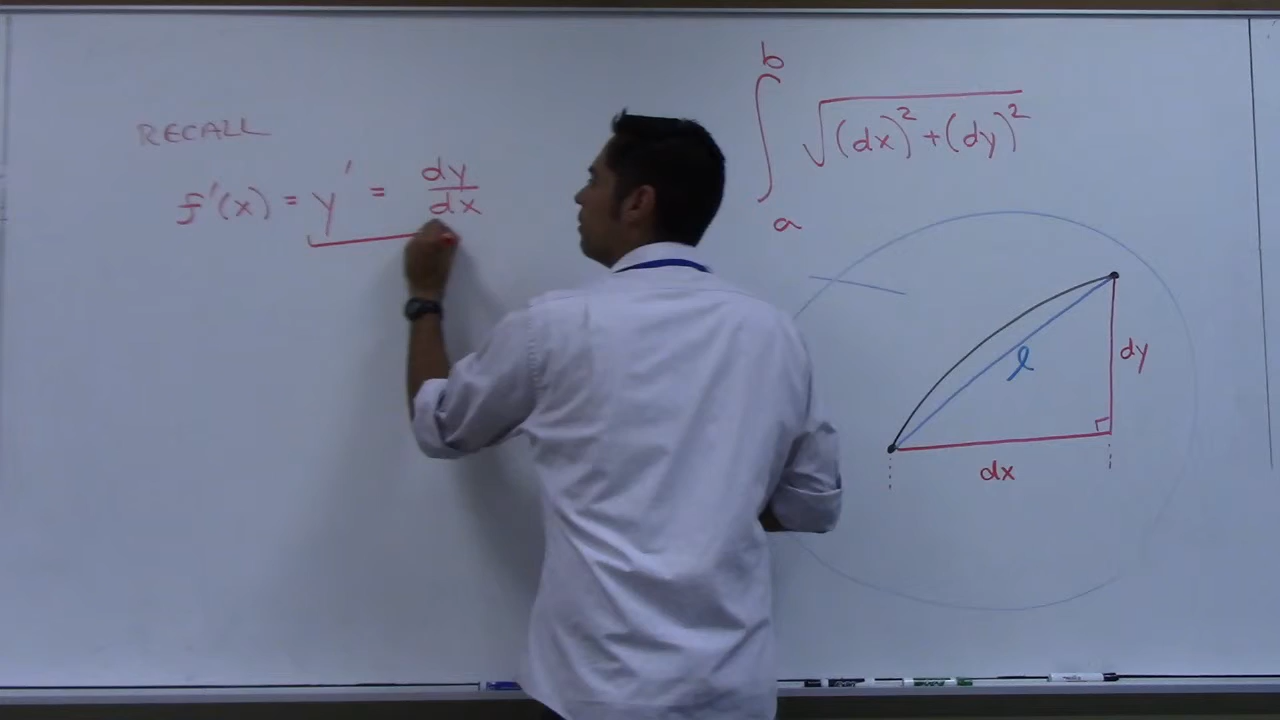 RECALL
f'(x) = y' = dy/dx
∫_a^b √((dx)² + (dy)²)
l
dy
dx